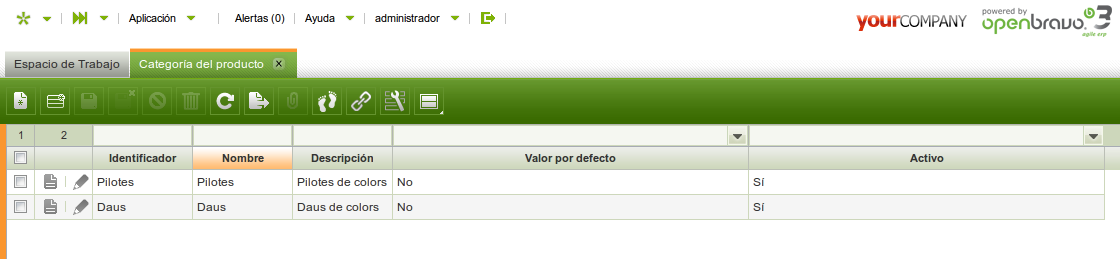 Aplicación Alertas (0) Ayuda administrador yourCOMPANY powered by openbravo 3 agile erp
Espacio de Trabajo Categoría del producto x
1 2
Identificador Nombre Descripción Valor por defecto Activo
Pilotes Pilotes Pilotes de colors No Sí
Daus Daus Daus de colors No Sí